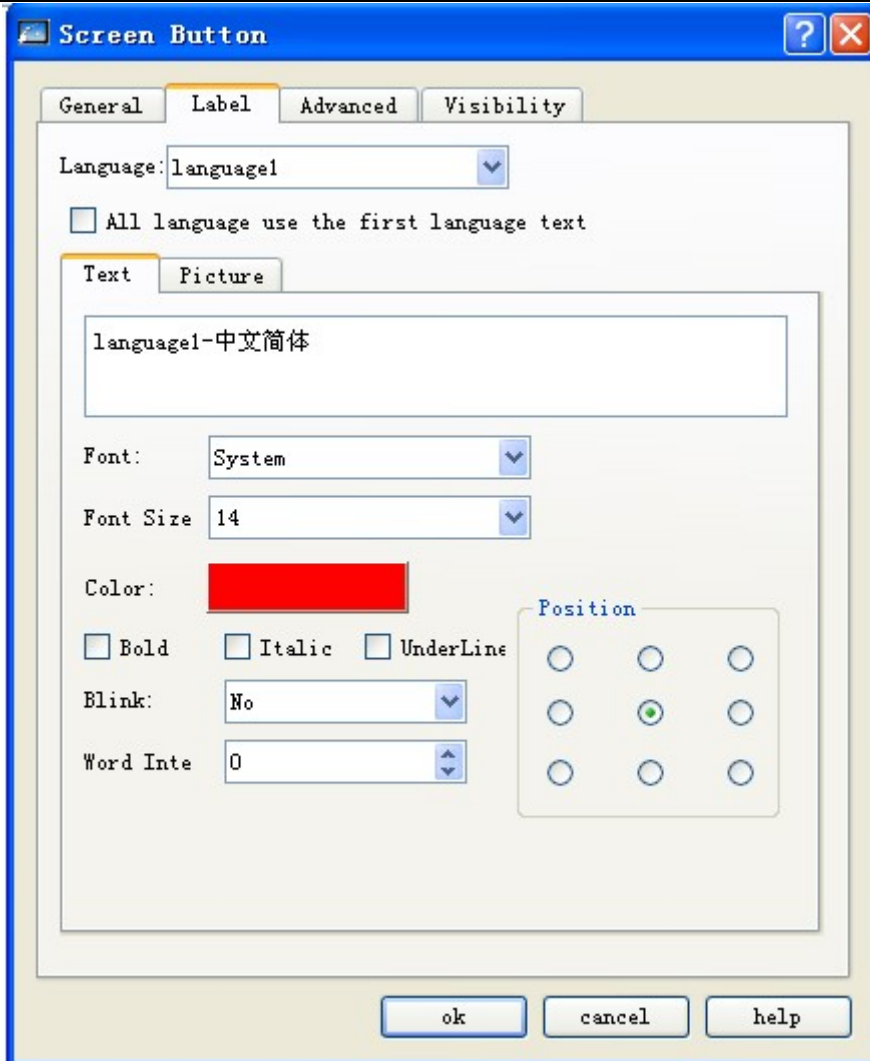 Screen Button
General Label Advanced Visibility
Language: language1
All language use the first language text
Text Picture
language1-中文简体
Font: System
Font Size 14
Color:
Position
Bold Italic UnderLine
Blink: No
Word Inte 0
ok cancel help